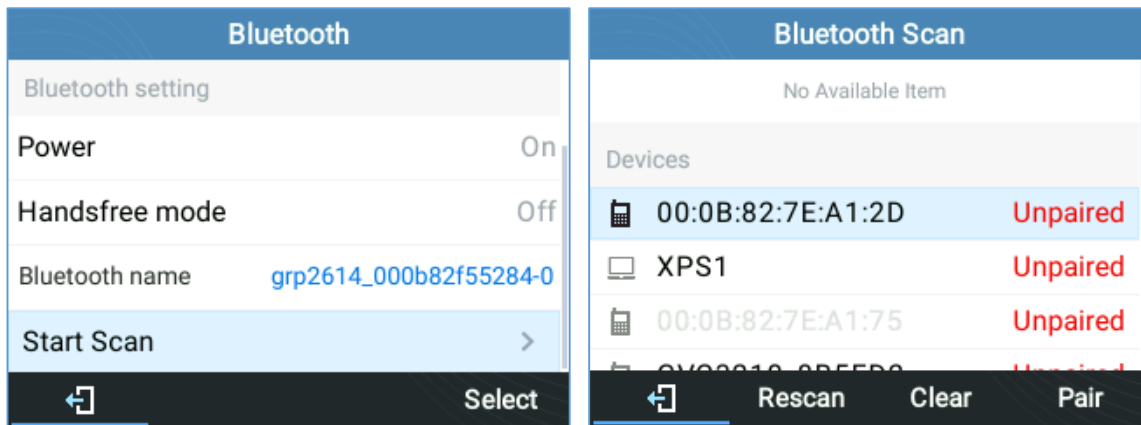 Bluetooth
Bluetooth setting
Power On
Handsfree mode Off
Bluetooth name grp2614_000b82f55284-0
Start Scan >
Select
Bluetooth Scan
No Available Item
Devices
00:0B:82:7E:A1:2D Unpaired
XPS1 Unpaired
00:0B:82:7E:A1:75 Unpaired
Unpaired
Rescan Clear Pair